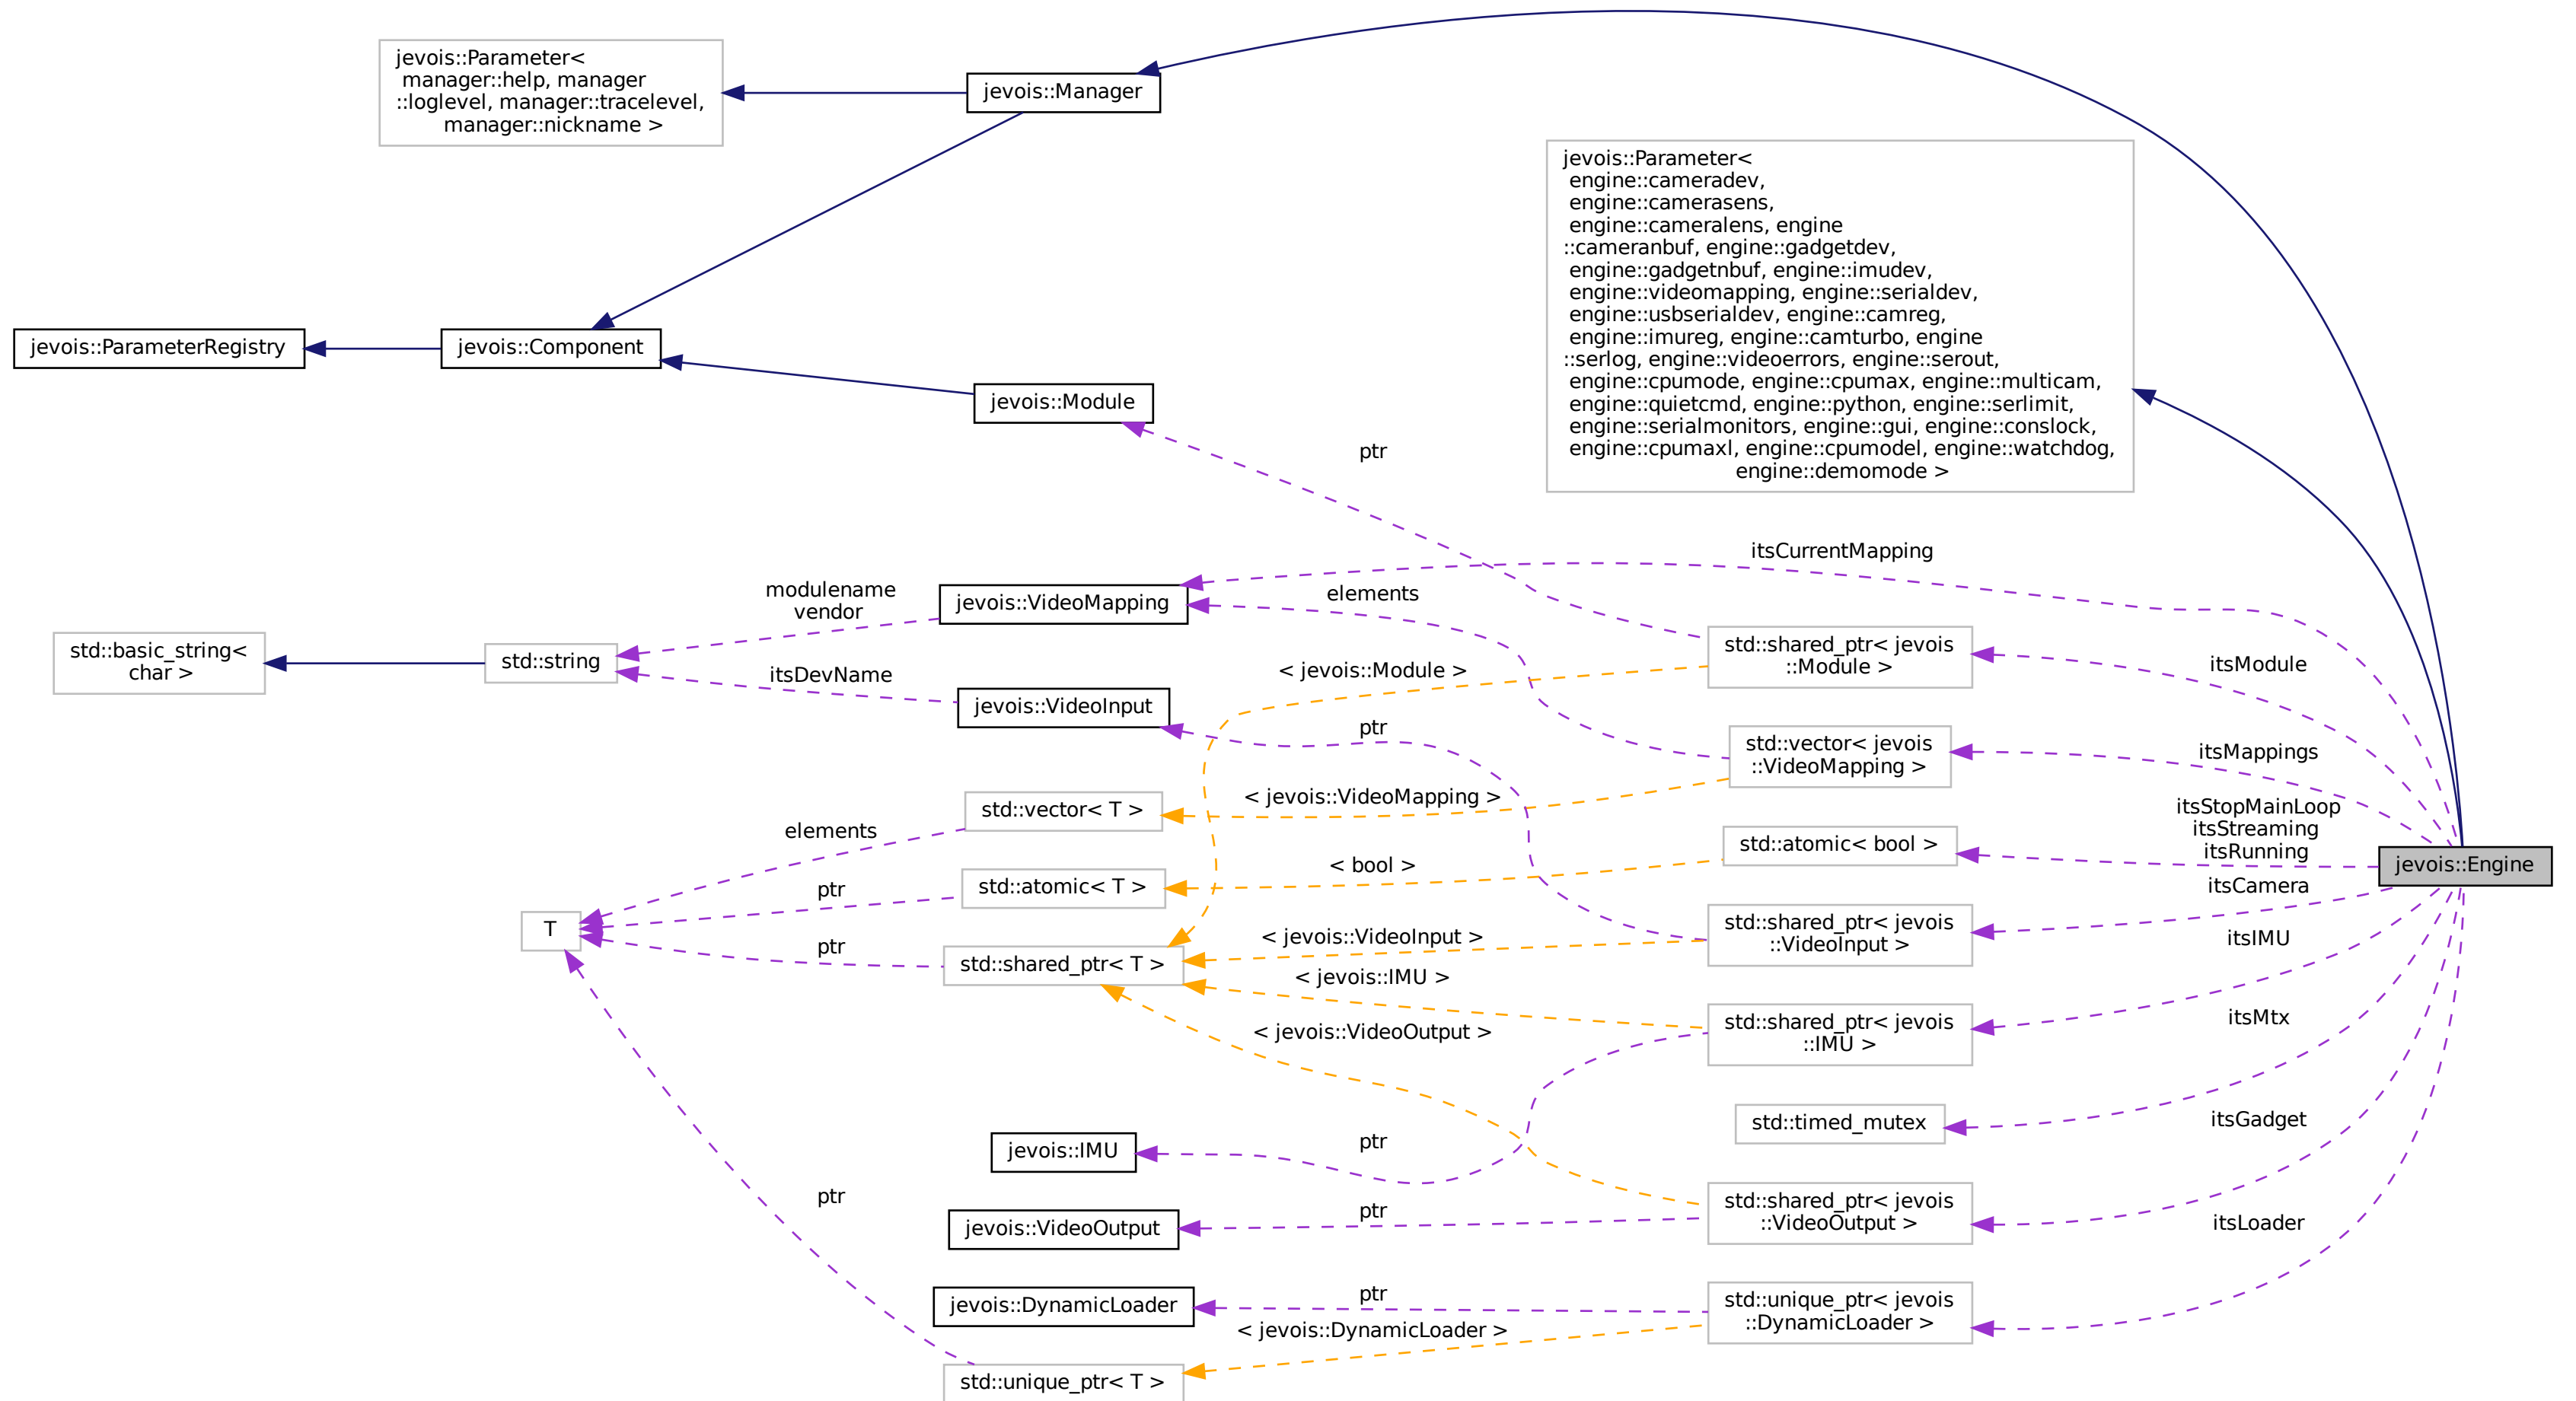 jevois::Parameter<
manager::help, manager
::loglevel, manager::tracelevel,
manager::nickname >
jevois::Manager
jevois::Parameter<
engine::cameradev,
engine::camerasens,
engine::cameralens, engine
::cameranbuf, engine::gadgetdev,
engine::gadgetnbuf, engine::imudev,
engine::videomapping, engine::serialdev,
engine::usbserialdev, engine::camreg,
engine::imureg, engine::camturbo, engine
::serlog, engine::videoerrors, engine::serout,
engine::cpumode, engine::cpumax, engine::multicam,
engine::quietcmd, engine::python, engine::serlimit,
engine::serialmonitors, engine::gui, engine::conslock,
engine::cpumaxl, engine::cpumodel, engine::watchdog,
engine::demomode >
jevois::ParameterRegistry
jevois::Component
jevois::Module
ptr
itsCurrentMapping
elements
modulename
vendor
jevois::VideoMapping
std::basic_string<
char >
std::string
itsDevName
jevois::VideoInput
< jevois::Module >
std::shared_ptr< jevois
::Module >
itsModule
ptr
std::vector< jevois
::VideoMapping >
itsMappings
< jevois::VideoMapping >
std::vector< T >
elements
itsStopMainLoop
itsStreaming
itsRunning
std::atomic< bool >
< bool >
jevois::Engine
std::atomic< T >
ptr
itsCamera
T
std::shared_ptr< jevois
::VideoInput >
< jevois::VideoInput >
itsIMU
ptr
std::shared_ptr< T >
< jevois::IMU >
std::shared_ptr< jevois
::IMU >
itsMtx
< jevois::VideoOutput >
std::timed_mutex
itsGadget
jevois::IMU
ptr
ptr
jevois::VideoOutput
ptr
std::shared_ptr< jevois
::VideoOutput >
itsLoader
jevois::DynamicLoader
ptr
std::unique_ptr< jevois
::DynamicLoader >
< jevois::DynamicLoader >
std::unique_ptr< T >